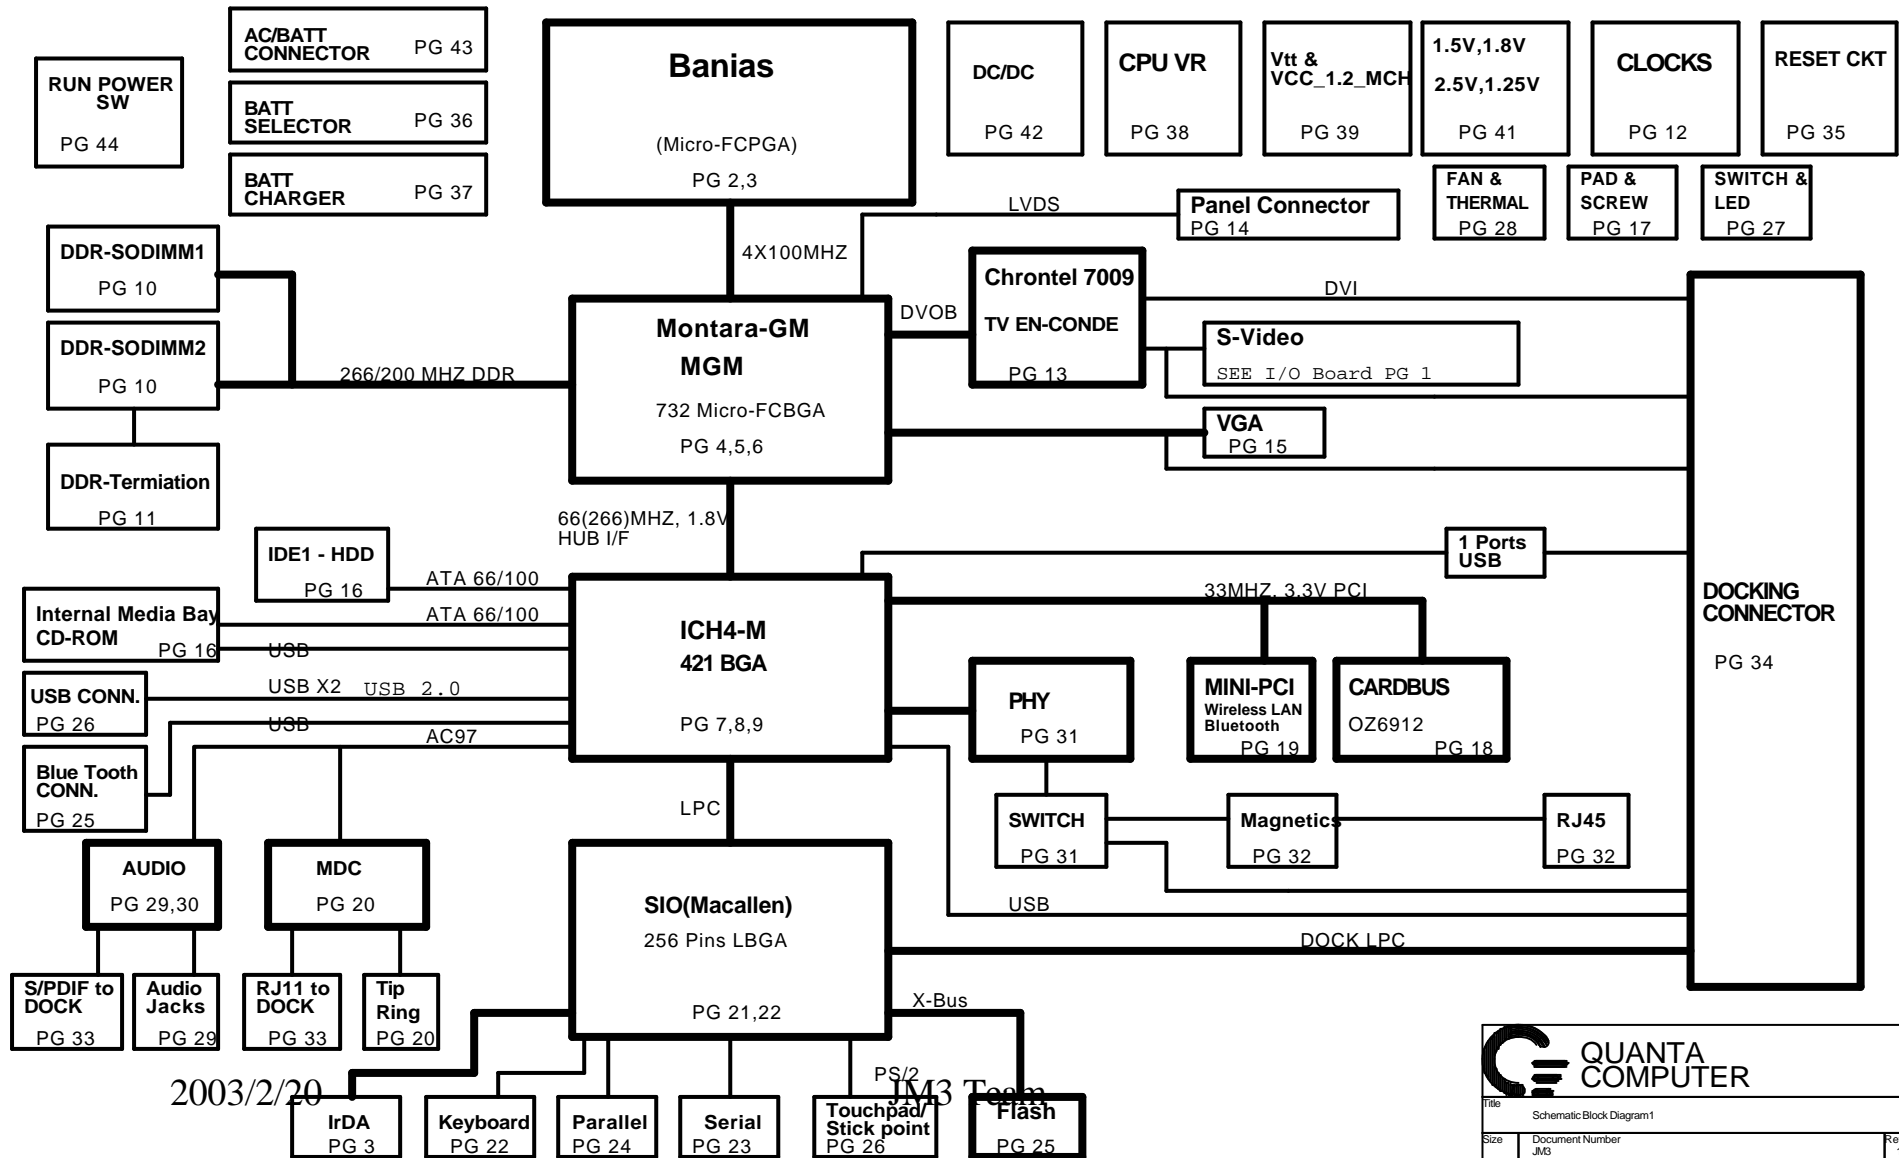 AC/BATT
CONNECTOR PG 43
RUN POWER
SW
PG 44
BATT
SELECTOR PG 36
BATT
CHARGER PG 37
Banias
(Micro-FCPGA)
PG 2,3
DC/DC
PG 42
CPU VR
PG 38
Vtt &
VCC_1.2_MCH
PG 39
1.5V,1.8V
2.5V,1.25V
PG 41
CLOCKS
PG 12
RESET CKT
PG 35
FAN &
THERMAL
PG 28
PAD &
SCREW
PG 17
SWITCH &
LED
PG 27
LVDS
Panel Connector
PG 14
4X100MHZ
DDR-SODIMM1
PG 10
DDR-SODIMM2
PG 10
266/200 MHZ DDR
DDR-Termiation
PG 11
Montara-GM
MGM
732 Micro-FCBGA
PG 4,5,6
DVOB
Chrontel 7009
TV EN-CONDE
PG 13
DVI
S-Video
SEE I/O Board PG 1
VGA
PG 15
66(266)MHZ, 1.8V
HUB I/F
1 Ports
USB
33MHZ, 3.3V PCI
DOCKING
CONNECTOR
PG 34
IDE1 - HDD
PG 16
ATA 66/100
Internal Media Bay
CD-ROM
PG 16
ATA 66/100
USB
USB CONN.
PG 26
USB X2 USB 2.0
USB
AC97
Blue Tooth
CONN.
PG 25
ICH4-M
421 BGA
PG 7,8,9
PHY
PG 31
MINI-PCI
Wireless LAN
Bluetooth
PG 19
CARDBUS
OZ6912
PG 18
LPC
SWITCH
PG 31
Magnetics
PG 32
RJ45
PG 32
USB
DOCK LPC
AUDIO
PG 29,30
MDC
PG 20
S/PDIF to
DOCK
PG 33
Audio
Jacks
PG 29
RJ11 to
DOCK
PG 33
Tip
Ring
PG 20
SIO(Macallen)
256 Pins LBGA
PG 21,22
X-Bus
PS/2
2003/2/20
JM3 Team
IrDA
PG 3
Keyboard
PG 22
Parallel
PG 24
Serial
PG 23
Touchpad/
Stick point
PG 26
Flash
PG 25
QUANTA
COMPUTER
Title
Schematic Block Diagram1
Size
Document Number
JM3